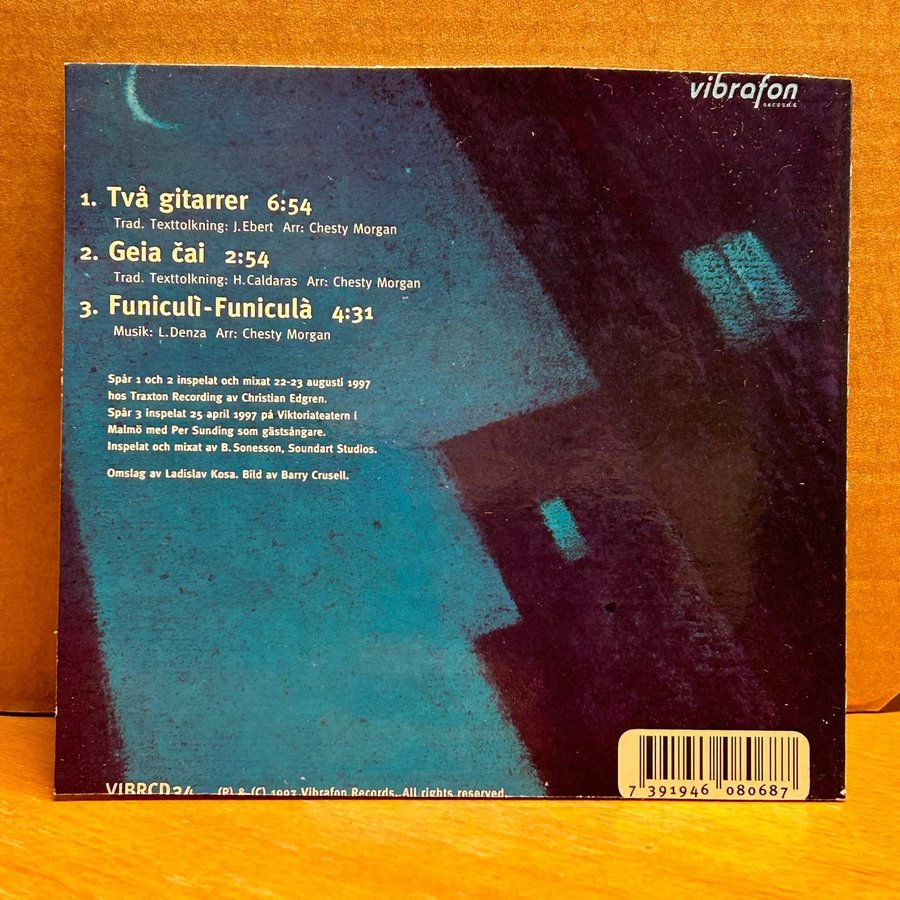 vibrafon
records
1. Två gitarrer 6:54
Trad. Texttolkning: J.Ebert Arr: Chesty Morgan
2. Geia čai 2:54
Trad. Texttolkning: H.Caldaras Arr: Chesty Morgan
3. Funiculì-Funiculà 4:31
Musik: L.Denza Arr: Chesty Morgan
Spår 1 och 2 inspelat och mixat 22-23 augusti 1997
hos Traxton Recording av Christian Edgren.
Spår 3 inspelat 25 april 1997 på Viktoriateatern i
Malmö med Per Sunding som gästsångare.
Inspelat och mixat av B.Sonesson, Soundart Studios.
Omslag av Ladislav Kosa. Bild av Barry Crusell.
VIBRCD24 (P) & (C) 1997 Vibrafon Records. All rights reserved.
7 391946 080687